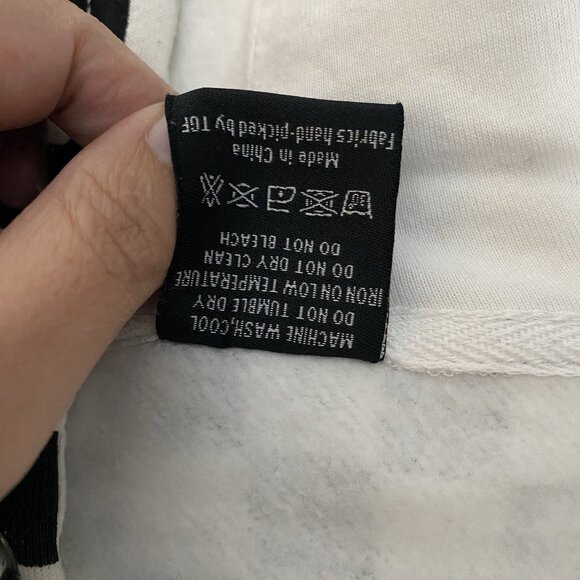 MACHINE WASH,COOL
DO NOT TUMBLE DRY
IRON ON LOW TEMPERATURE
DO NOT DRY CLEAN
DO NOT BLEACH
30
Made in China
Fabrics hand-picked by TGF